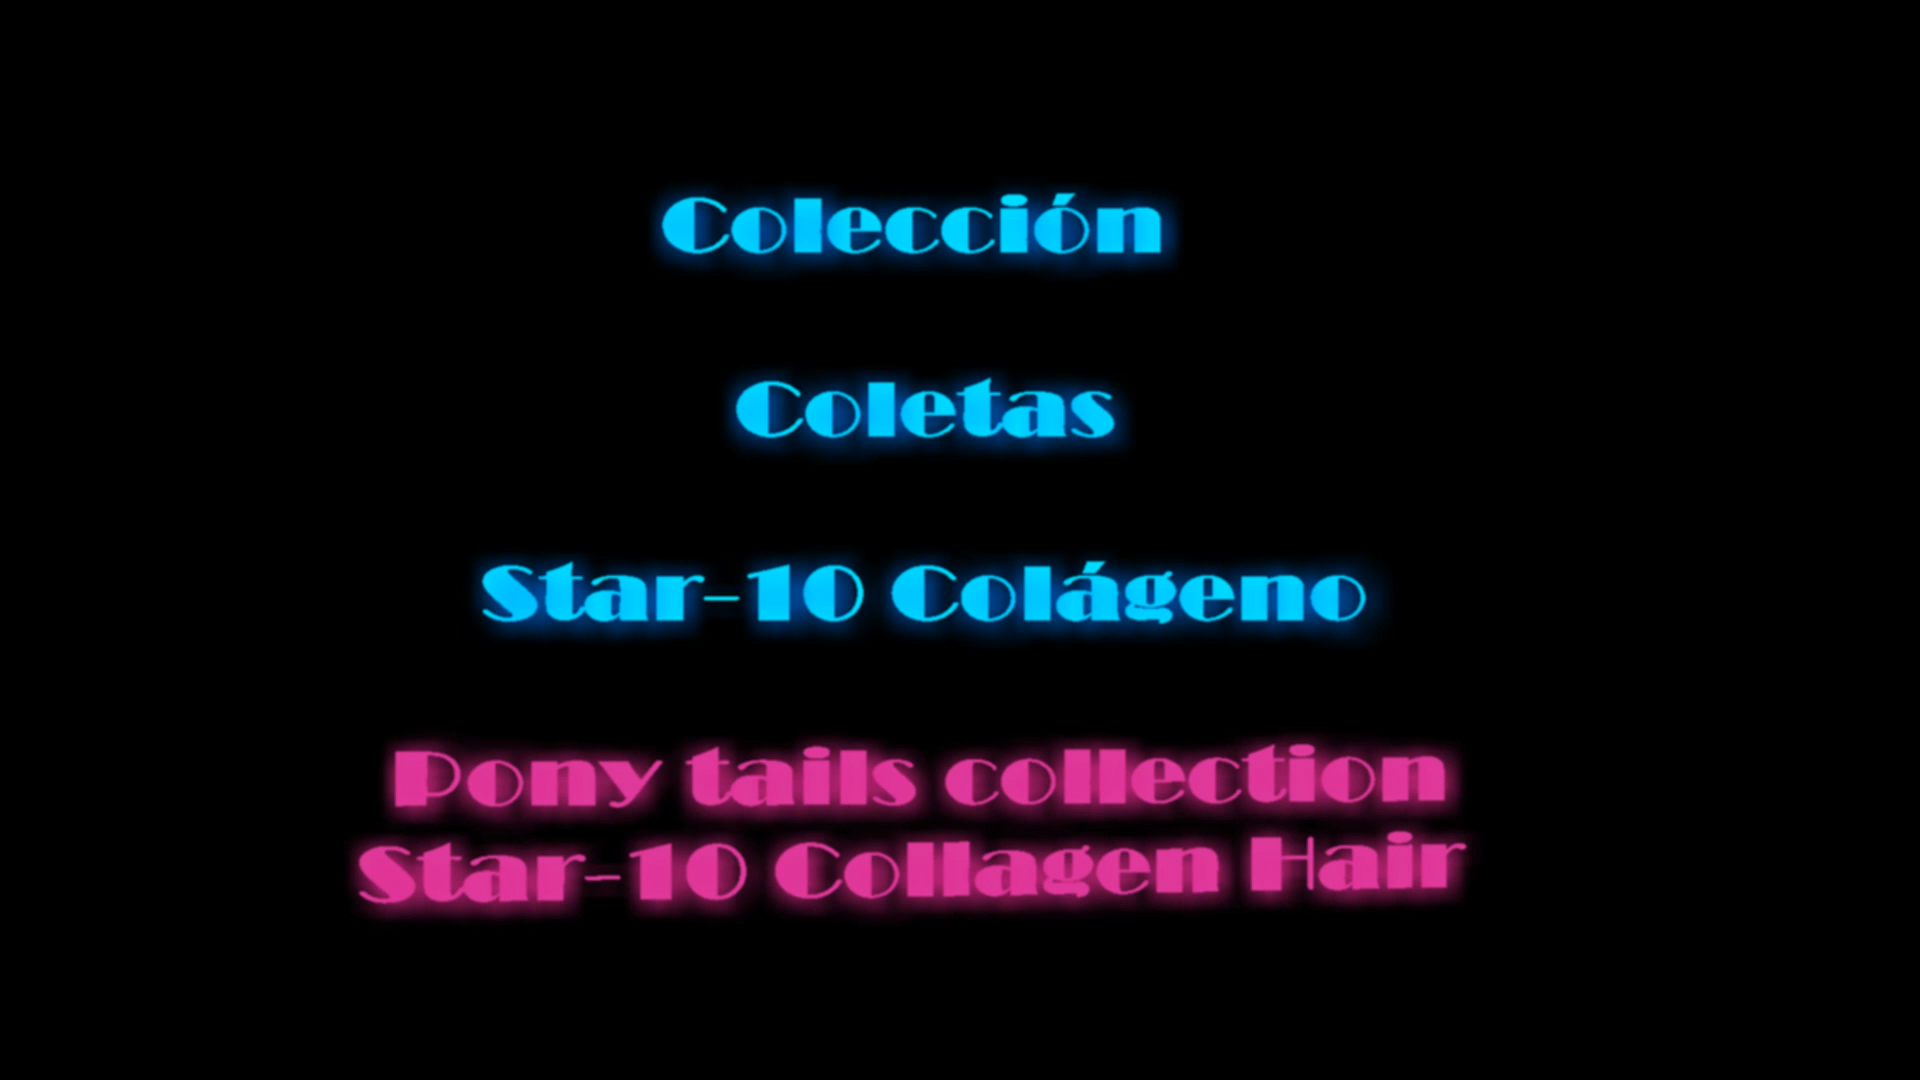 Colección
Coletas
Star-10 Colágeno
Pony tails collection
Star-10 Collagen Hair